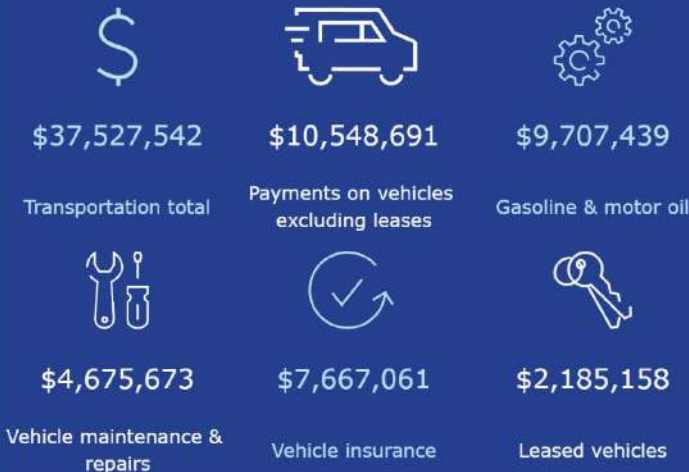 $37,527,542
$10,548,691
$9,707,439
Transportation total
Payments on vehicles
excluding leases
Gasoline & motor oil
$4,675,673
$7,667,061
$2,185,158
Vehicle maintenance &
repairs
Vehicle insurance
Leased vehicles